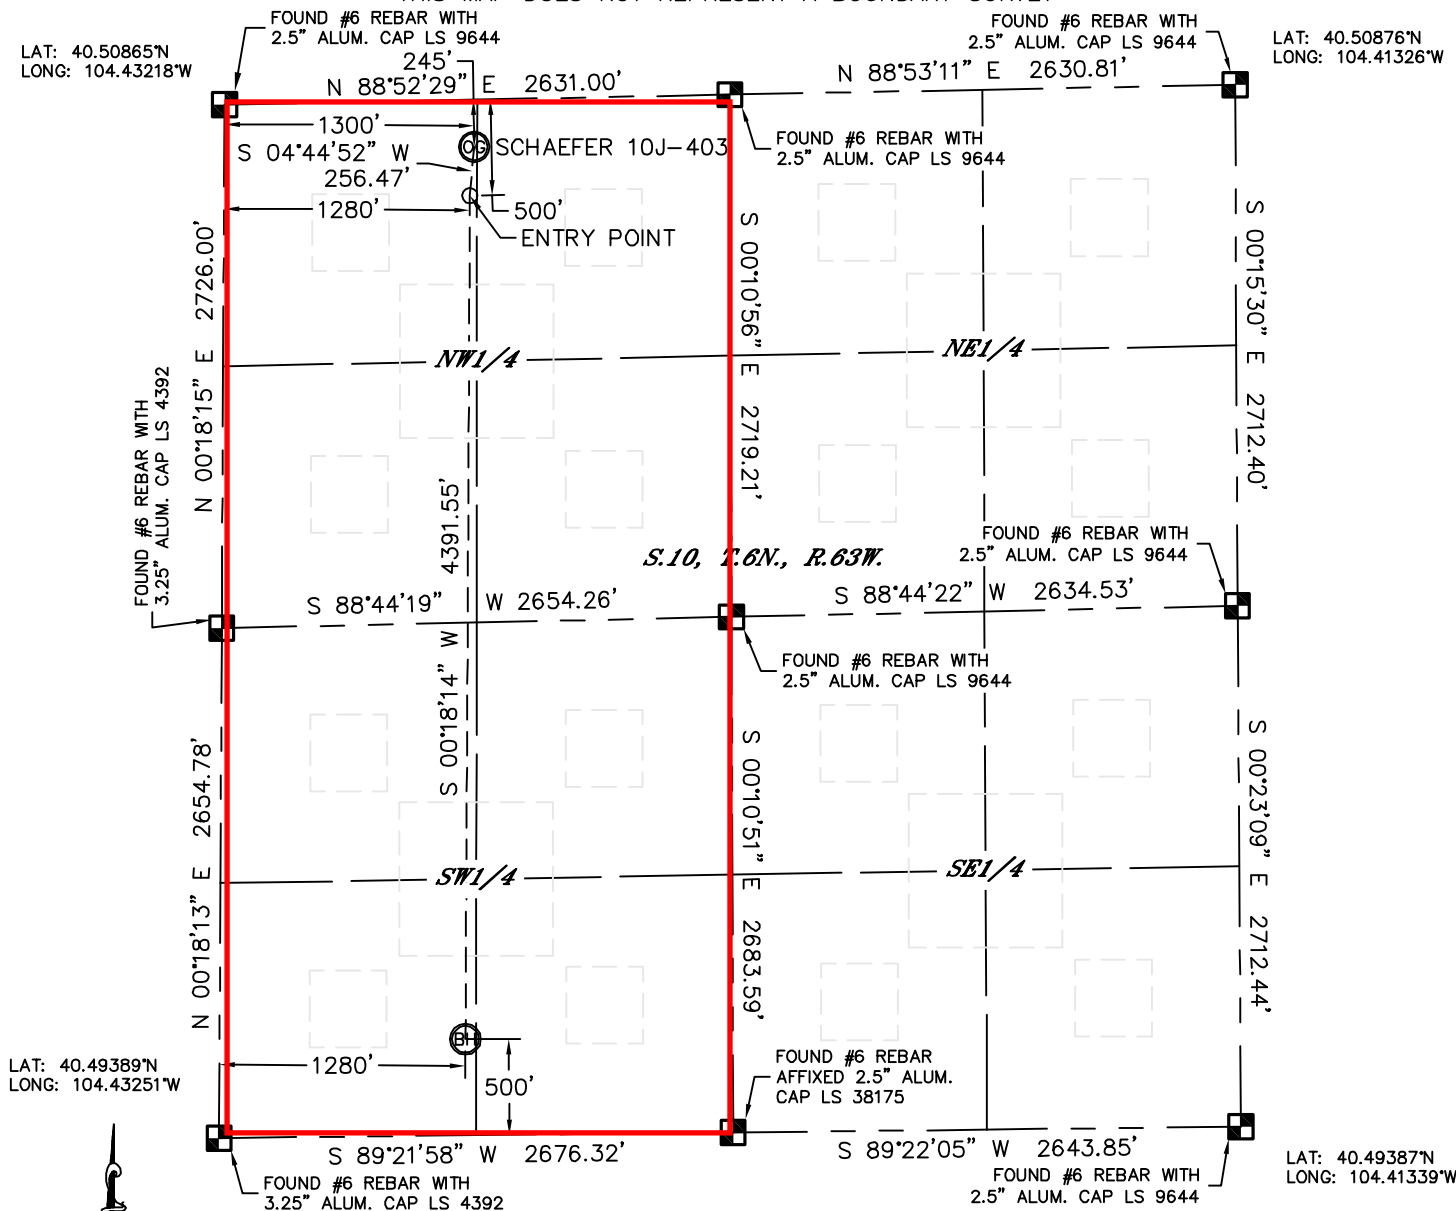 FOUND #6 REBAR WITH
2.5" ALUM. CAP LS 9644
FOUND #6 REBAR WITH
2.5" ALUM. CAP LS 9644
LAT: 40.50865°N
LONG: 104.43218°W
LAT: 40.50876°N
LONG: 104.41326°W
245'
N 88°52'29" E 2631.00'
N 88°53'11" E 2630.81'
1300'
OG SCHAEFER 10J-403
FOUND #6 REBAR WITH
2.5" ALUM. CAP LS 9644
S 04°44'52" W
256.47'
1280'
500'
ENTRY POINT
N 00°18'15" E 2726.00'
S 00°10'56" E 2719.21'
S 00°15'30" E 2712.40'
NW1/4
NE1/4
FOUND #6 REBAR WITH
3.25" ALUM. CAP LS 4392
S 00°18'14" W 4391.55'
S.10, T.6N., R.63W.
FOUND #6 REBAR WITH
2.5" ALUM. CAP LS 9644
S 88°44'19" W 2654.26'
S 88°44'22" W 2634.53'
FOUND #6 REBAR WITH
2.5" ALUM. CAP LS 9644
N 00°18'13" E 2654.78'
S 00°10'51" E 2683.59'
S 00°23'09" E 2712.44'
SW1/4
SE1/4
BH
1280'
500'
LAT: 40.49389°N
LONG: 104.43251°W
FOUND #6 REBAR
AFFIXED 2.5" ALUM.
CAP LS 38175
S 89°21'58" W 2676.32'
S 89°22'05" W 2643.85'
LAT: 40.49387°N
LONG: 104.41339°W
FOUND #6 REBAR WITH
3.25" ALUM. CAP LS 4392
FOUND #6 REBAR WITH
2.5" ALUM. CAP LS 9644